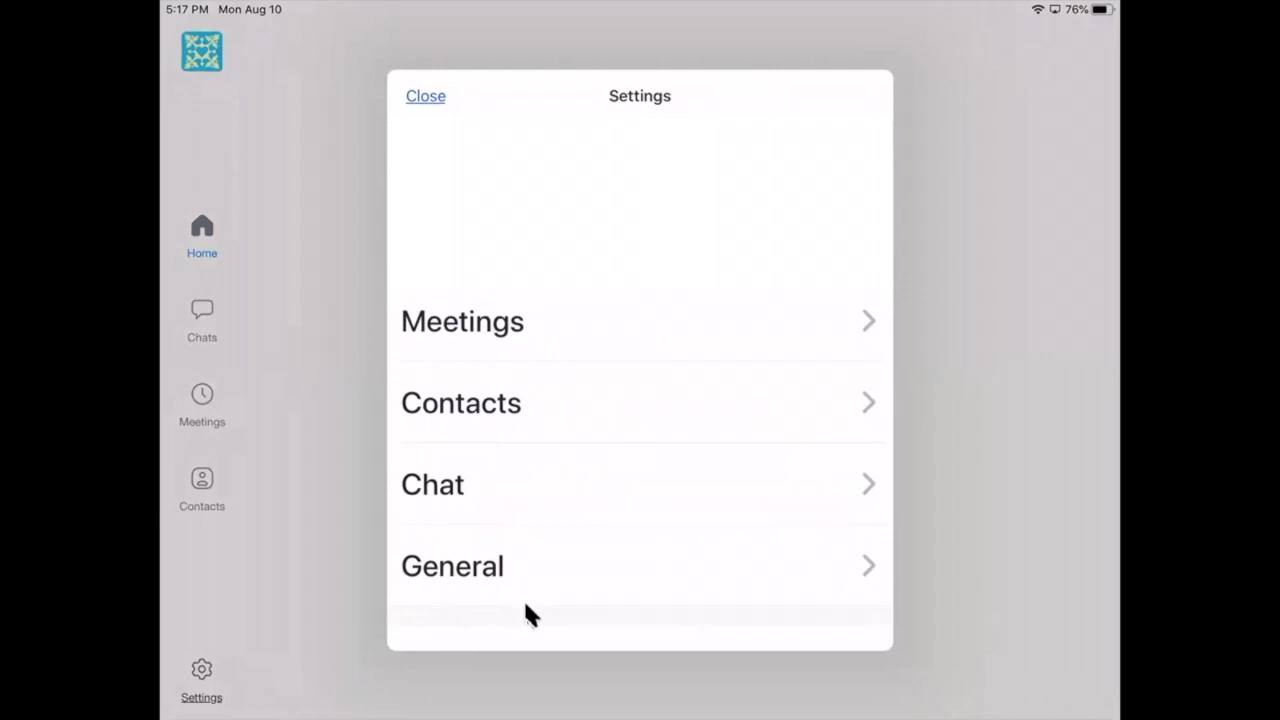 5:17 PM Mon Aug 10
76%
Close
Settings
Home
Chats
Meetings
Contacts
Settings
Meetings
Contacts
Chat
General